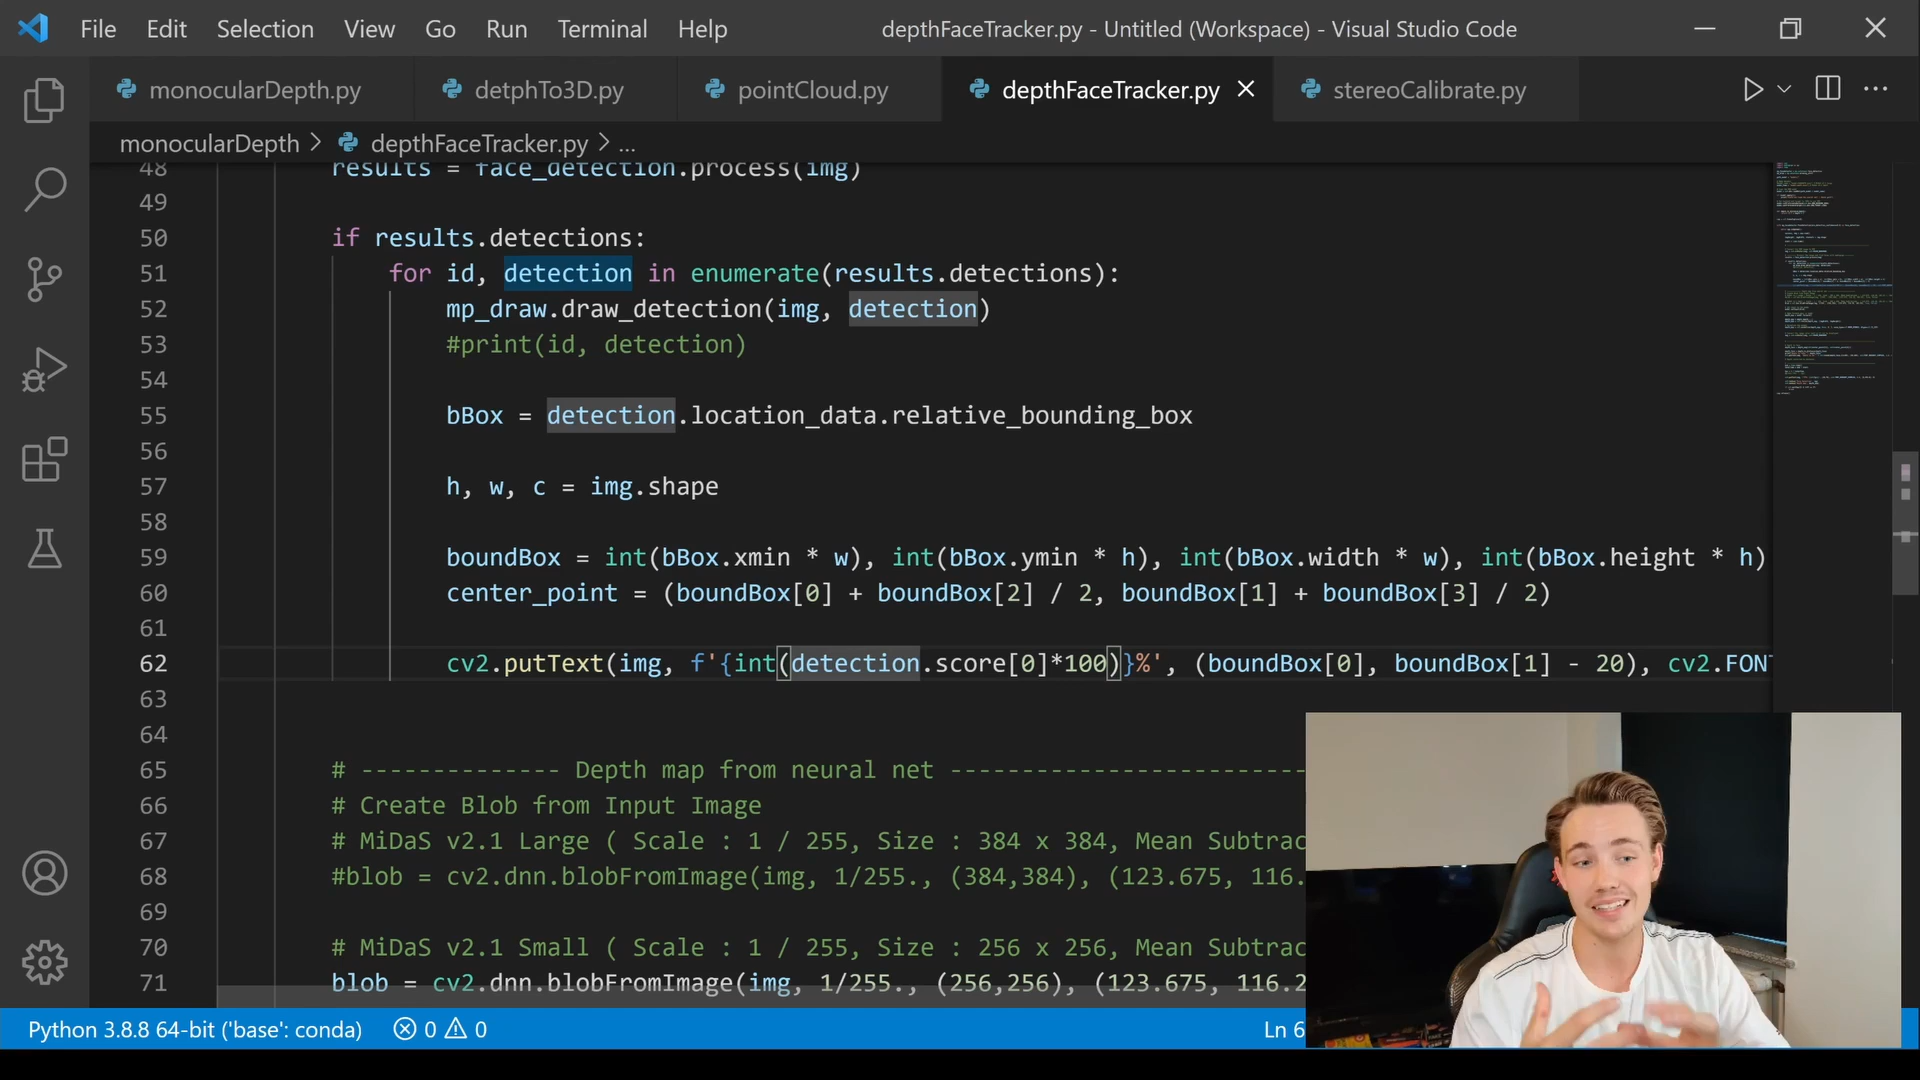 File Edit Selection View Go Run Terminal Help depthFaceTracker.py - Untitled (Workspace) - Visual Studio Code
monocularDepth.py detphTo3D.py pointCloud.py depthFaceTracker.py stereoCalibrate.py
monocularDepth > depthFaceTracker.py > ...
48 results = face_detection.process(img)
49
50 if results.detections:
51 for id, detection in enumerate(results.detections):
52 mp_draw.draw_detection(img, detection)
53 #print(id, detection)
54
55 bBox = detection.location_data.relative_bounding_box
56
57 h, w, c = img.shape
58
59 boundBox = int(bBox.xmin * w), int(bBox.ymin * h), int(bBox.width * w), int(bBox.height * h)
60 center_point = (boundBox[0] + boundBox[2] / 2, boundBox[1] + boundBox[3] / 2)
61
62 cv2.putText(img, f'{int(detection.score[0]*100)}%', (boundBox[0], boundBox[1] - 20), cv2.FONT
63
64
65 # -------------- Depth map from neural net -------------------------
66 # Create Blob from Input Image
67 # MiDaS v2.1 Large ( Scale : 1 / 255, Size : 384 x 384, Mean Subtrac
68 #blob = cv2.dnn.blobFromImage(img, 1/255., (384,384), (123.675, 116.
69
70 # MiDaS v2.1 Small ( Scale : 1 / 255, Size : 256 x 256, Mean Subtrac
71 blob = cv2.dnn.blobFromImage(img, 1/255., (256,256), (123.675, 116.2
Python 3.8.8 64-bit ('base': conda) 0 0 Ln 6